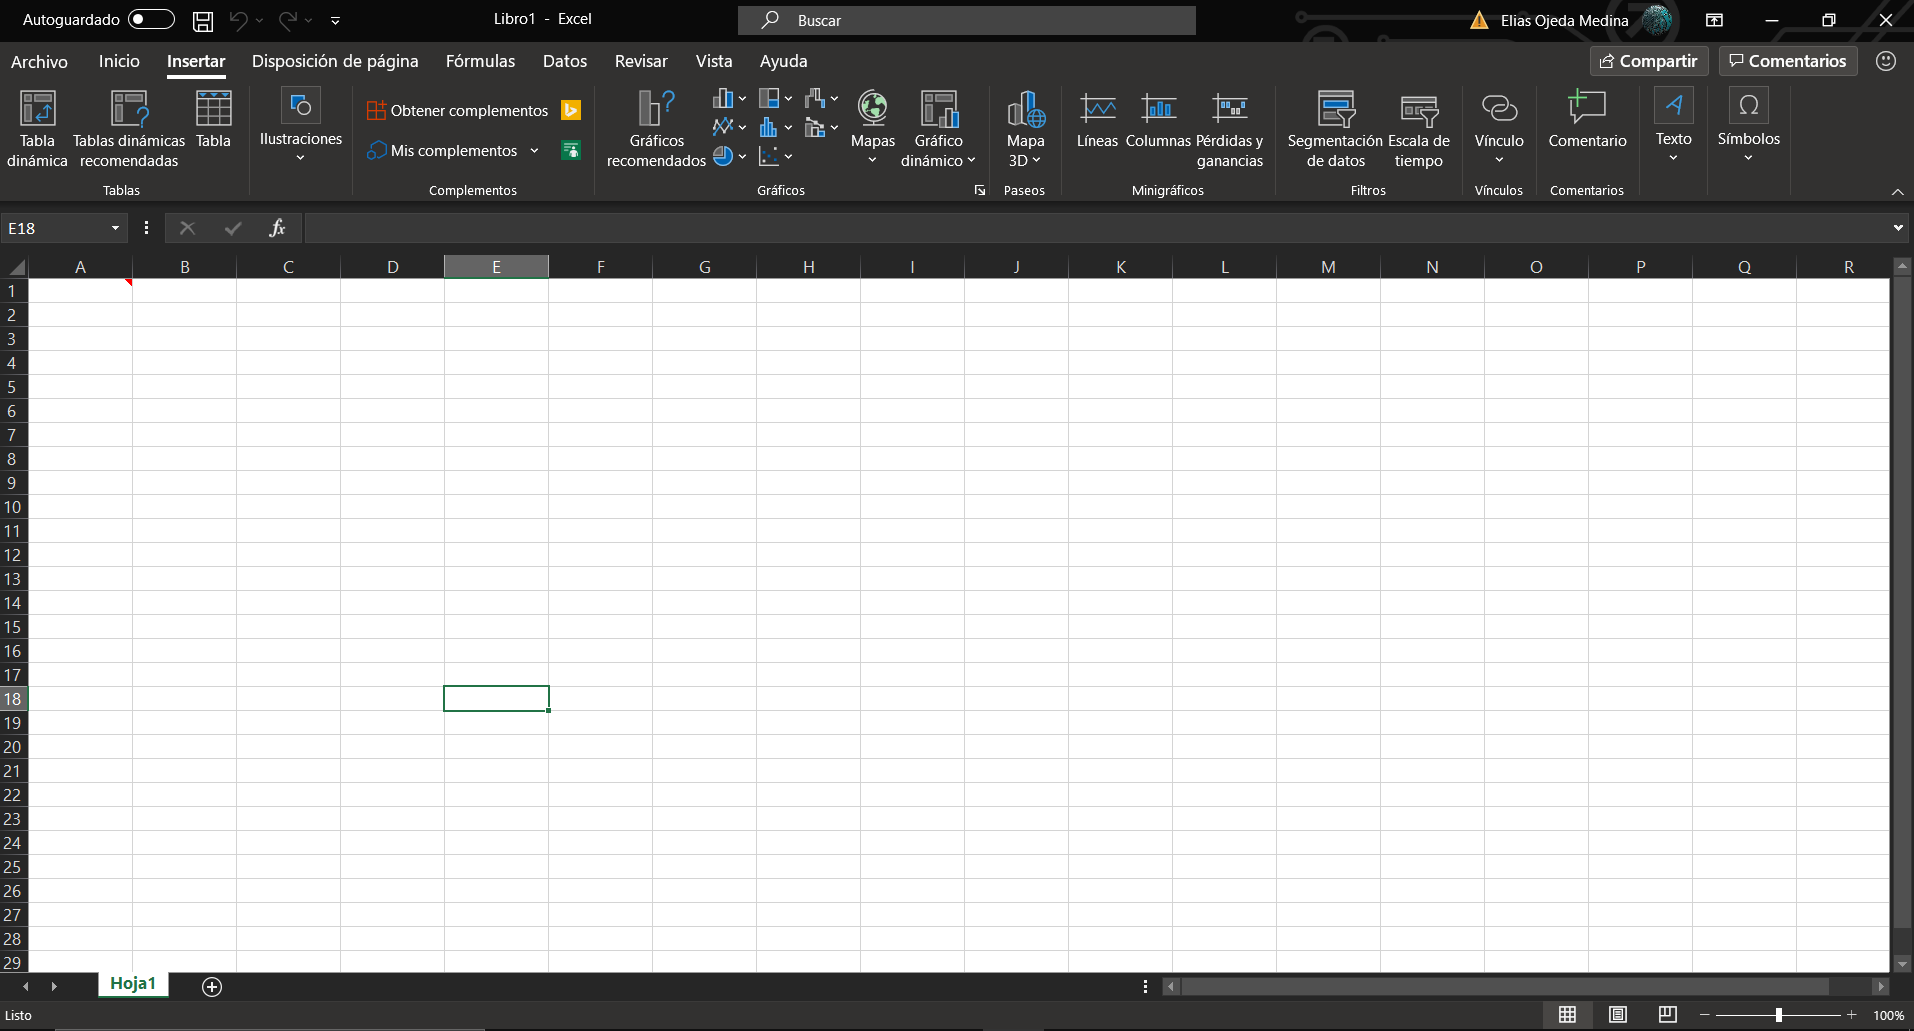 Autoguardado
Libro1 - Excel
Buscar
Elias Ojeda Medina
Archivo Inicio Insertar Disposición de página Fórmulas Datos Revisar Vista Ayuda
Compartir Comentarios
Tabla dinámica
Tablas dinámicas recomendadas
Tabla
Tablas
Ilustraciones
Obtener complementos
Mis complementos
Complementos
Gráficos recomendados
Mapas
Gráfico dinámico
Gráficos
Mapa 3D
Paseos
Líneas
Columnas
Pérdidas y ganancias
Minigráficos
Segmentación de datos
Escala de tiempo
Filtros
Vínculo
Vínculos
Comentario
Comentarios
Texto
Símbolos
E18
fx
A B C D E F G H I J K L M N O P Q R
1
2
3
4
5
6
7
8
9
10
11
12
13
14
15
16
17
18
19
20
21
22
23
24
25
26
27
28
29
Hoja1
Listo
100%